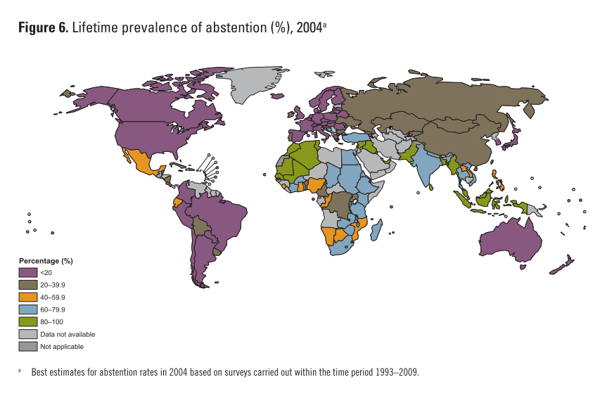 Figure 6. Lifetime prevalence of abstention (%), 2004a
Percentage (%)
<20
20–39.9
40–59.9
60–79.9
80–100
Data not available
Not applicable
a Best estimates for abstention rates in 2004 based on surveys carried out within the time period 1993–2009.